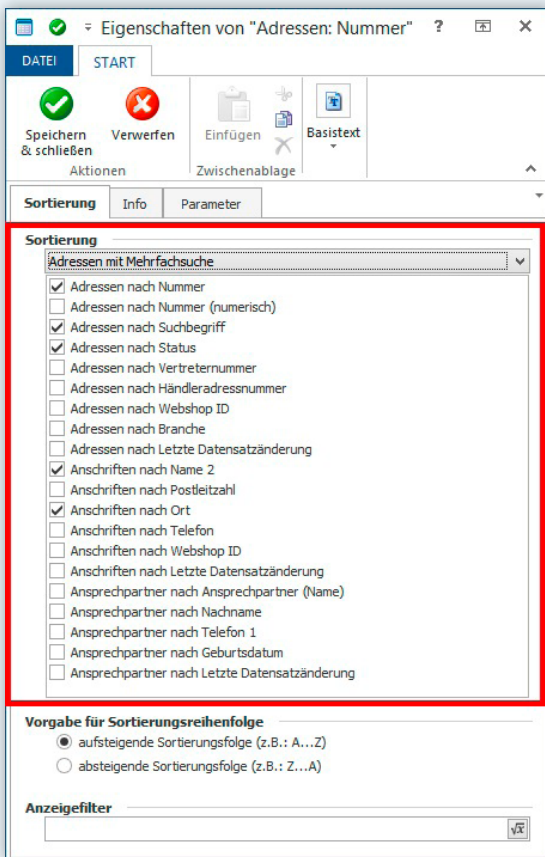 Eigenschaften von "Adressen: Nummer" ?
DATEI START
Speichern & schließen
Verwerfen
Einfügen
Basistext
Aktionen
Zwischenablage
Sortierung Info Parameter
Sortierung
Adressen mit Mehrfachsuche
Adressen nach Nummer
Adressen nach Nummer (numerisch)
Adressen nach Suchbegriff
Adressen nach Status
Adressen nach Vertreternummer
Adressen nach Händleradressnummer
Adressen nach Webshop ID
Adressen nach Branche
Adressen nach Letzte Datensatzänderung
Anschriften nach Name 2
Anschriften nach Postleitzahl
Anschriften nach Ort
Anschriften nach Telefon
Anschriften nach Webshop ID
Anschriften nach Letzte Datensatzänderung
Ansprechpartner nach Ansprechpartner (Name)
Ansprechpartner nach Nachname
Ansprechpartner nach Telefon 1
Ansprechpartner nach Geburtsdatum
Ansprechpartner nach Letzte Datensatzänderung
Vorgabe für Sortierungsreihenfolge
aufsteigende Sortierungsfolge (z.B.: A...Z)
absteigende Sortierungsfolge (z.B.: Z...A)
Anzeigefilter